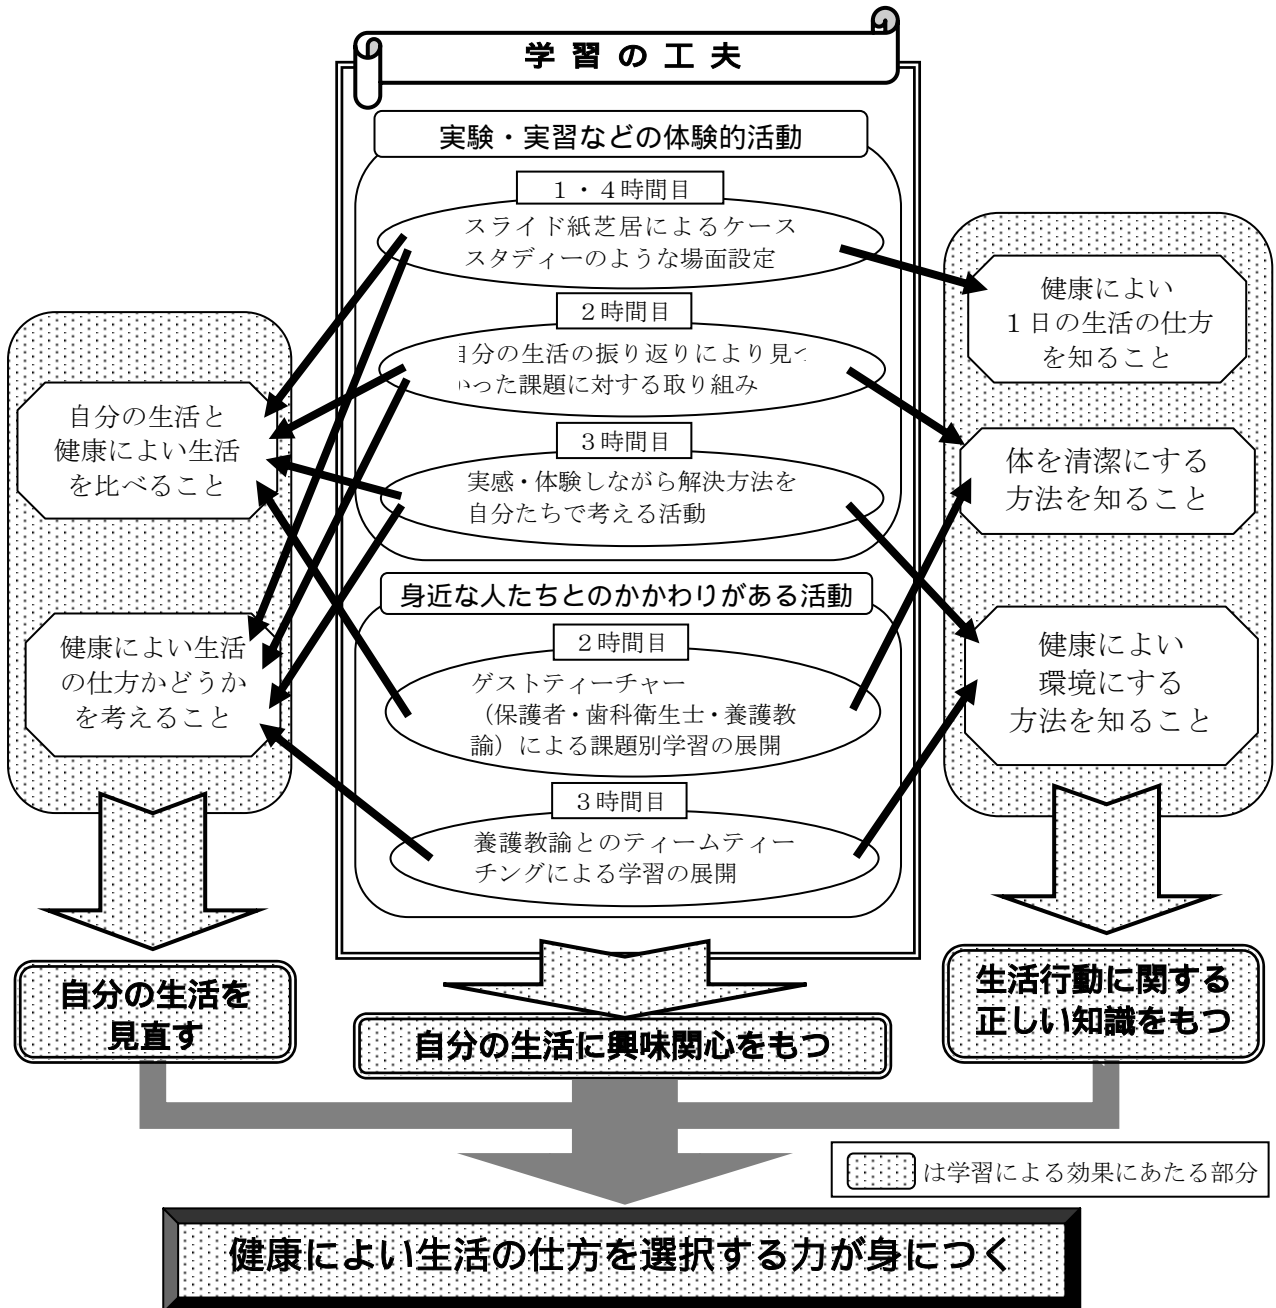 学習の工夫
実験・実習などの体験的活動
１・４時間目
スライド紙芝居によるケース
スタディーのような場面設定
２時間目
分の生活の振り返りにより見
った課題に対する取り組み
３時間目
実感・体験しながら解決方法を
自分たちで考える活動
身近な人たちとのかかわりがある活動
２時間目
ゲストティーチャー
（保護者・歯科衛生士・養護教
諭）による課題別学習の展開
３時間目
養護教諭とのティームティー
チングによる学習の展開
自分の生活と
健康によい生活
を比べること
健康によい生活
の仕方かどうか
を考えること
健康によい
１日の生活の仕方
を知ること
体を清潔にする
方法を知ること
健康によい
環境にする
方法を知ること
自分の生活を
見直す
自分の生活に興味関心をもつ
生活行動に関する
正しい知識をもつ
は学習による効果にあたる部分
健康によい生活の仕方を選択する力が身につく